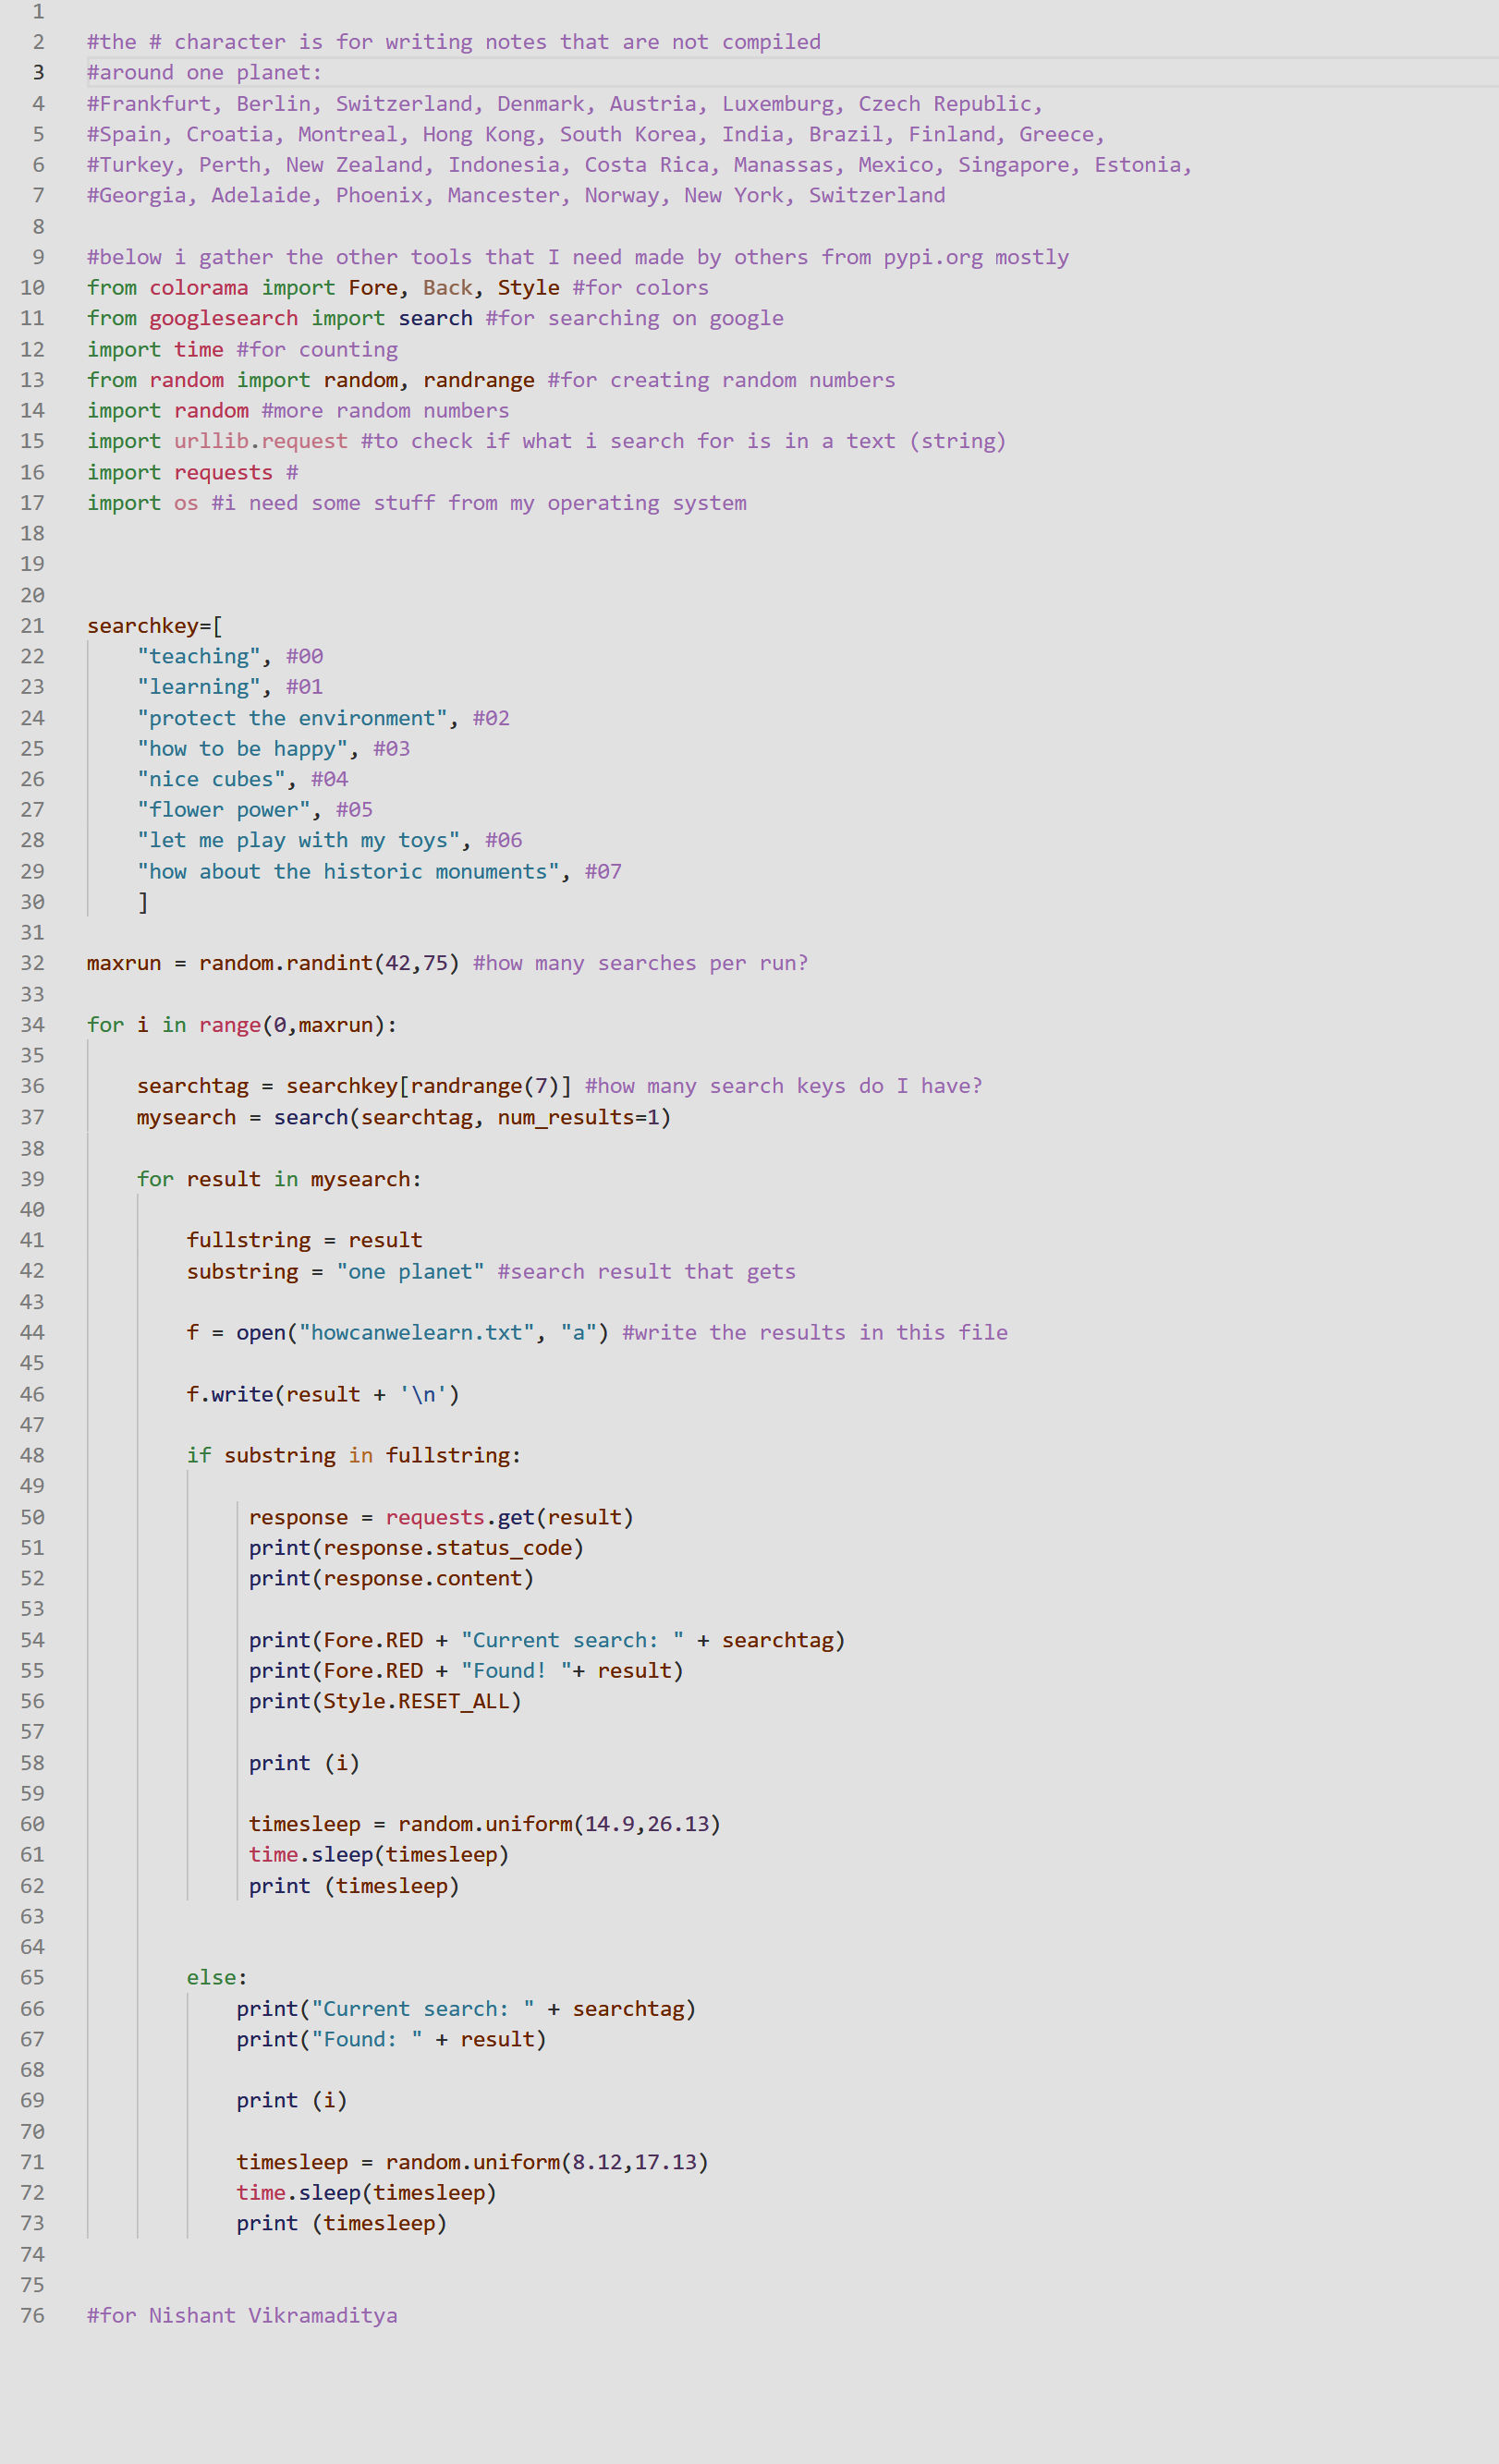 1
2 #the # character is for writing notes that are not compiled
3 #around one planet:
4 #Frankfurt, Berlin, Switzerland, Denmark, Austria, Luxemburg, Czech Republic,
5 #Spain, Croatia, Montreal, Hong Kong, South Korea, India, Brazil, Finland, Greece,
6 #Turkey, Perth, New Zealand, Indonesia, Costa Rica, Manassas, Mexico, Singapore, Estonia,
7 #Georgia, Adelaide, Phoenix, Mancester, Norway, New York, Switzerland
8
9 #below i gather the other tools that I need made by others from pypi.org mostly
10 from colorama import Fore, Back, Style #for colors
11 from googlesearch import search #for searching on google
12 import time #for counting
13 from random import random, randrange #for creating random numbers
14 import random #more random numbers
15 import urllib.request #to check if what i search for is in a text (string)
16 import requests #
17 import os #i need some stuff from my operating system
18
19
20
21 searchkey=[
22 "teaching", #00
23 "learning", #01
24 "protect the environment", #02
25 "how to be happy", #03
26 "nice cubes", #04
27 "flower power", #05
28 "let me play with my toys", #06
29 "how about the historic monuments", #07
30 ]
31
32 maxrun = random.randint(42,75) #how many searches per run?
33
34 for i in range(0,maxrun):
35
36 searchtag = searchkey[randrange(7)] #how many search keys do I have?
37 mysearch = search(searchtag, num_results=1)
38
39 for result in mysearch:
40
41 fullstring = result
42 substring = "one planet" #search result that gets
43
44 f = open("howcanwelearn.txt", "a") #write the results in this file
45
46 f.write(result + '\n')
47
48 if substring in fullstring:
49
50 response = requests.get(result)
51 print(response.status_code)
52 print(response.content)
53
54 print(Fore.RED + "Current search: " + searchtag)
55 print(Fore.RED + "Found! "+ result)
56 print(Style.RESET_ALL)
57
58 print (i)
59
60 timesleep = random.uniform(14.9,26.13)
61 time.sleep(timesleep)
62 print (timesleep)
63
64
65 else:
66 print("Current search: " + searchtag)
67 print("Found: " + result)
68
69 print (i)
70
71 timesleep = random.uniform(8.12,17.13)
72 time.sleep(timesleep)
73 print (timesleep)
74
75
76 #for Nishant Vikramaditya